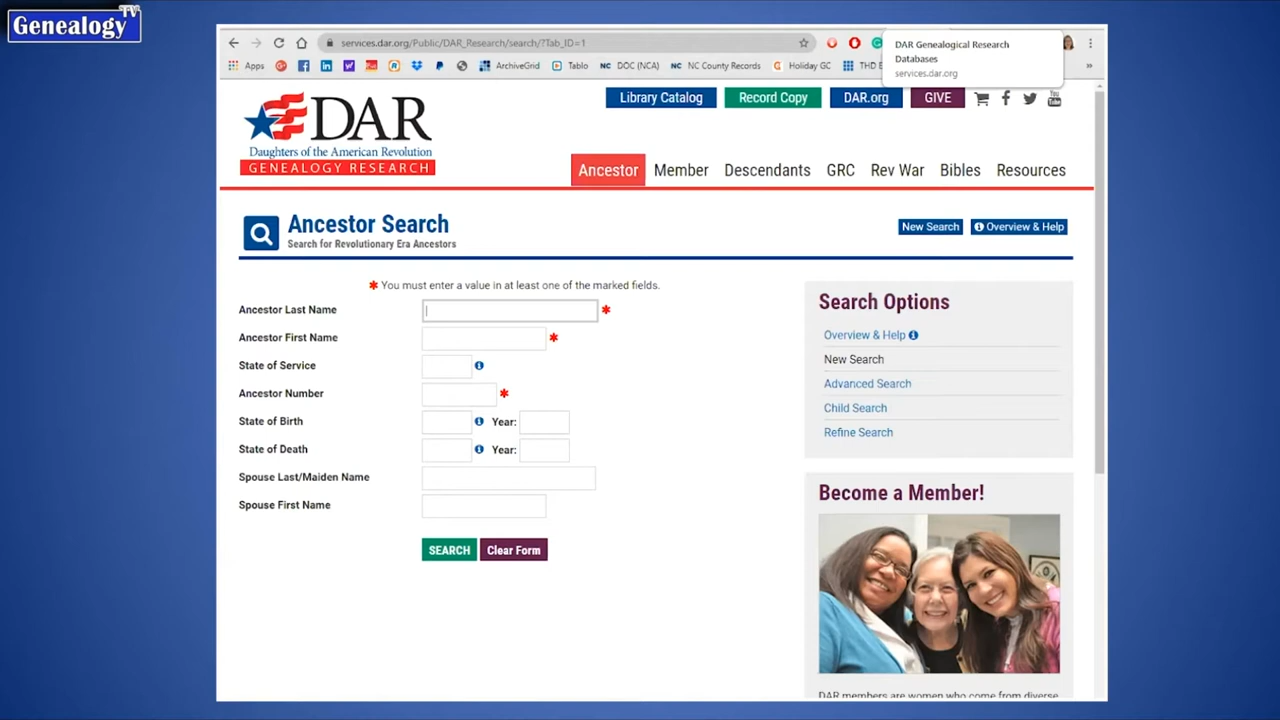 Genealogy TV
services.dar.org/Public/DAR_Research/search/?Tab_ID=1
DAR Genealogical Research
Databases
services.dar.org
Apps
ArchiveGrid
Tablo
NC DOC (NCA)
NC NC County Records
Holiday GC
THD E
»
Library Catalog
Record Copy
DAR.org
GIVE
You
DAR
Daughters of the American Revolution
GENEALOGY RESEARCH
Ancestor Member Descendants GRC Rev War Bibles Resources
Ancestor Search
Search for Revolutionary Era Ancestors
New Search
Overview & Help
* You must enter a value in at least one of the marked fields.
Ancestor Last Name *
Ancestor First Name *
State of Service
Ancestor Number *
State of Birth Year:
State of Death Year:
Spouse Last/Maiden Name
Spouse First Name
SEARCH Clear Form
Search Options
Overview & Help
New Search
Advanced Search
Child Search
Refine Search
Become a Member!
DAR members are women who come from diverse